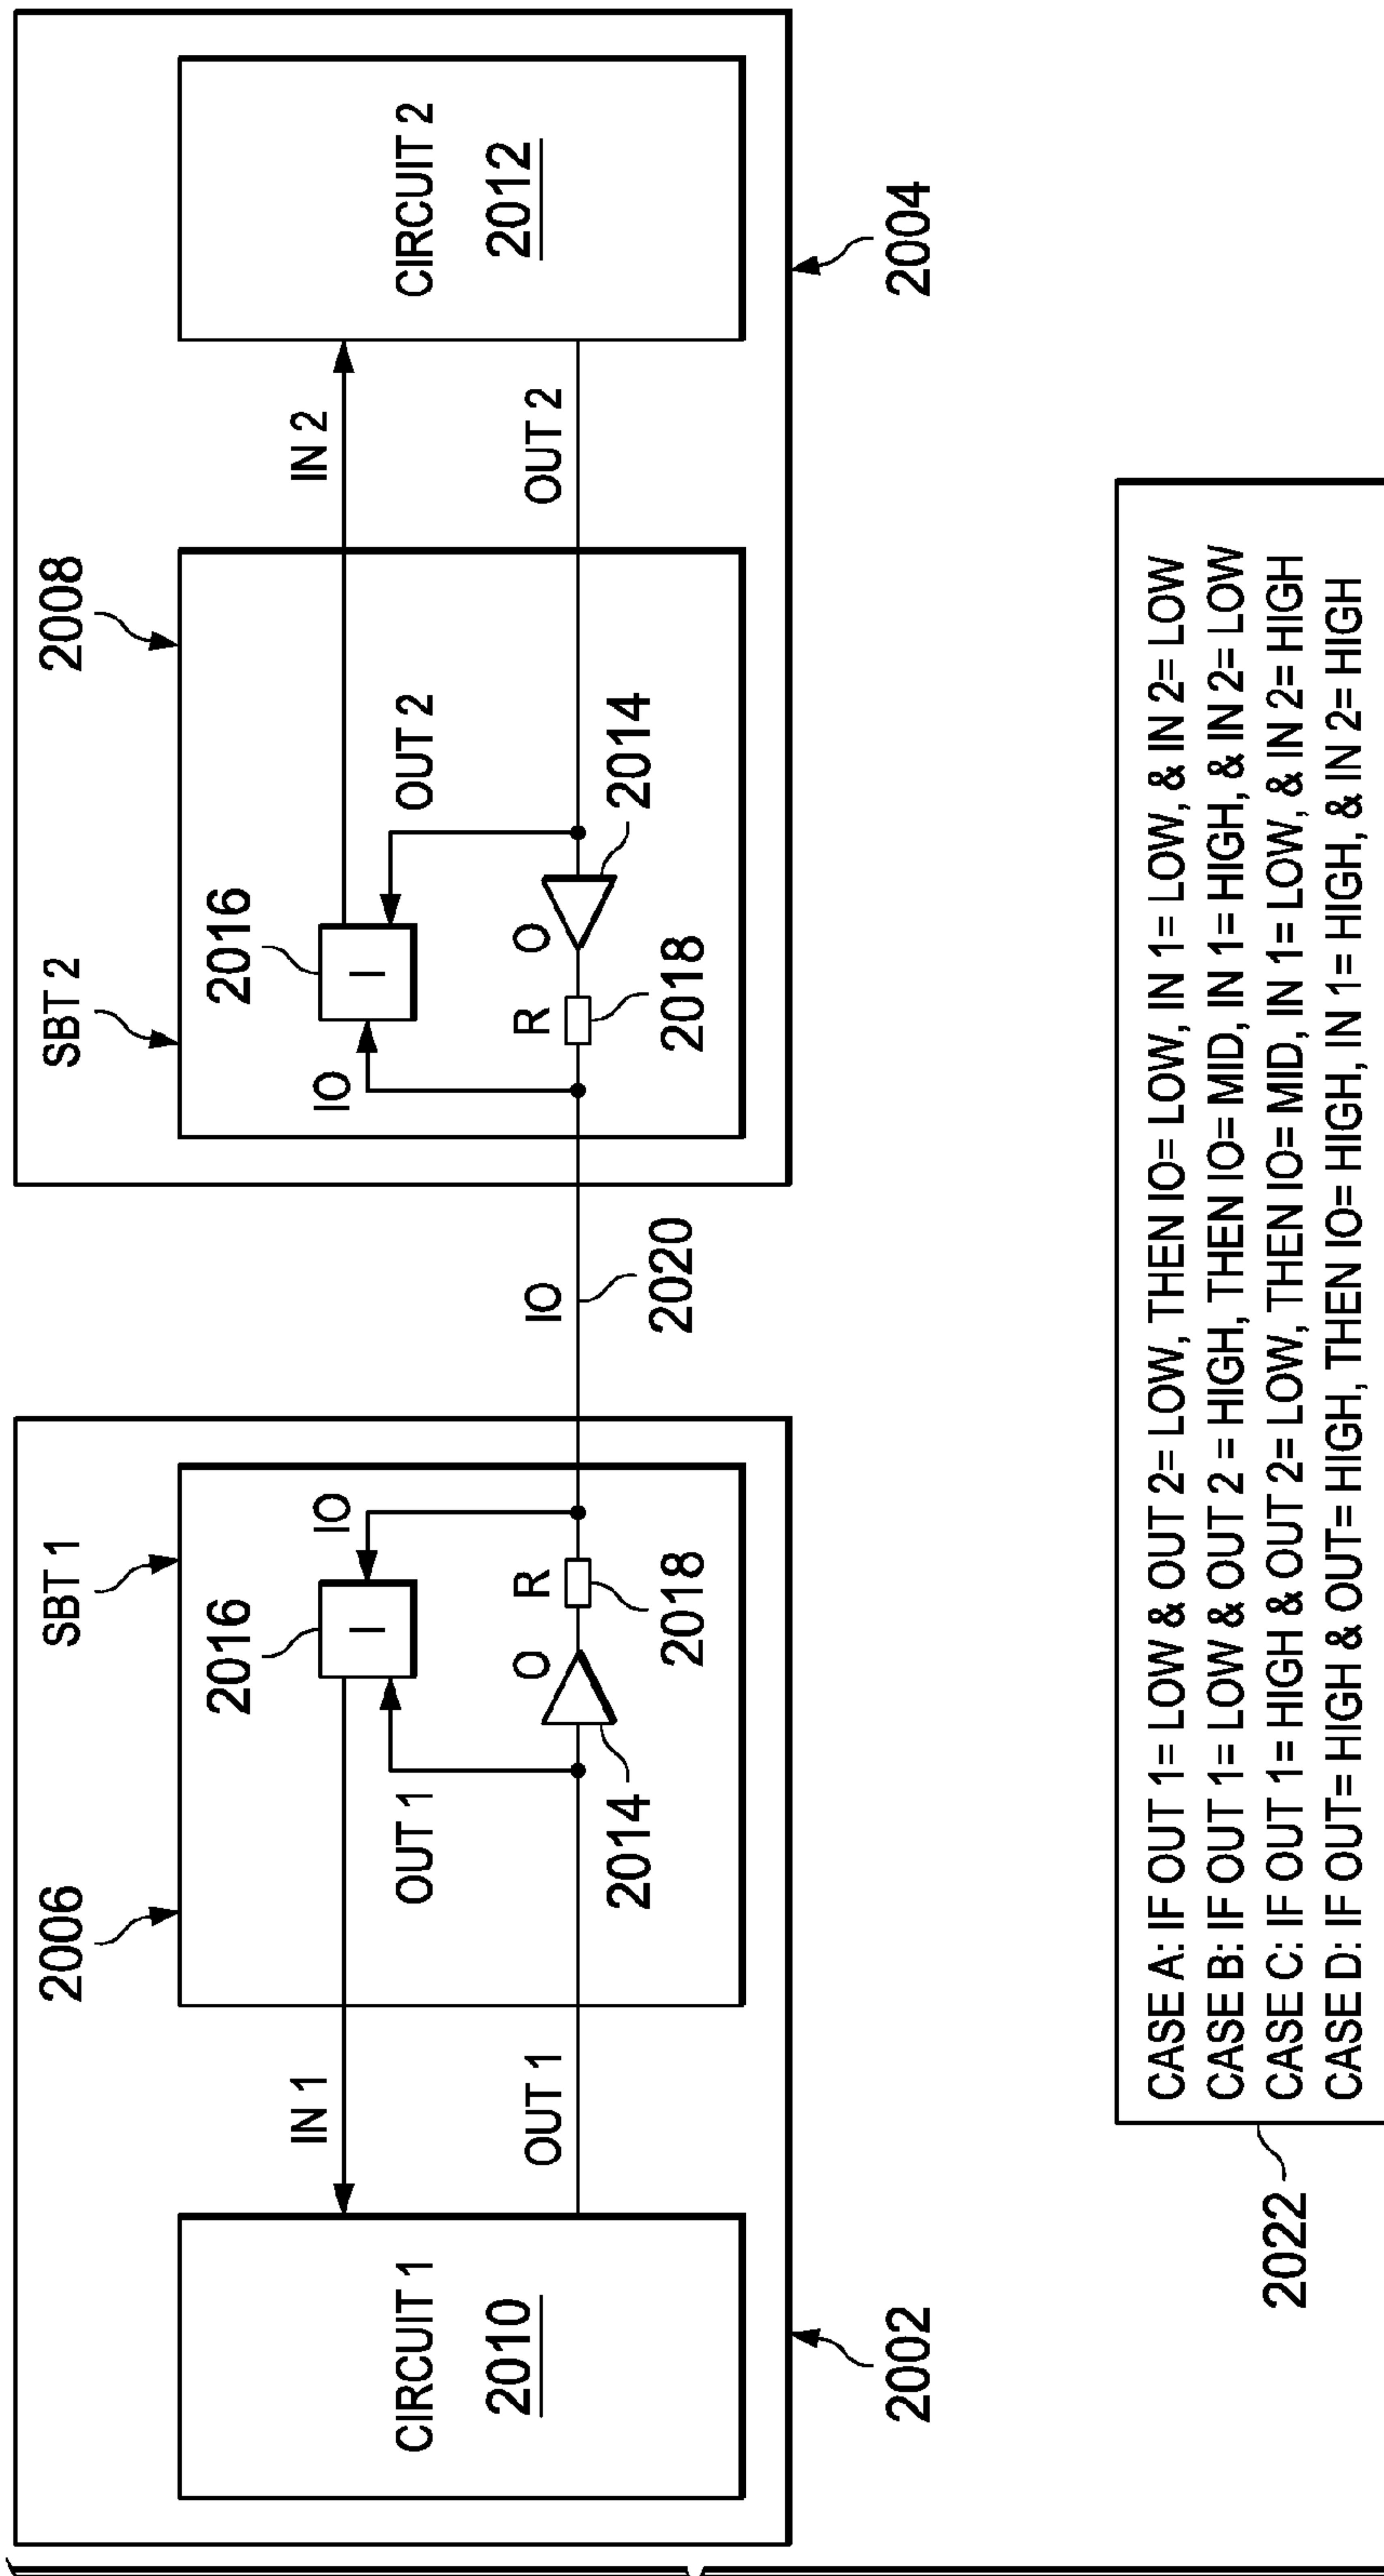 SBT 1
2006
2016
I
IO
OUT 1
O
R
2014
2018
IN 1
OUT 1
CIRCUIT 1
2010
2002
IO
2020
SBT 2
2008
2016
I
IO
OUT 2
O
R
2014
2018
IN 2
OUT 2
CIRCUIT 2
2012
2004
CASE A: IF OUT 1= LOW & OUT 2= LOW, THEN IO= LOW, IN 1= LOW, & IN 2= LOW
CASE B: IF OUT 1= LOW & OUT 2 = HIGH, THEN IO= MID, IN 1= HIGH, & IN 2= LOW
CASE C: IF OUT 1= HIGH & OUT 2= LOW, THEN IO= MID, IN 1= LOW, & IN 2= HIGH
CASE D: IF OUT= HIGH & OUT= HIGH, THEN IO= HIGH, IN 1= HIGH, & IN 2= HIGH
2022